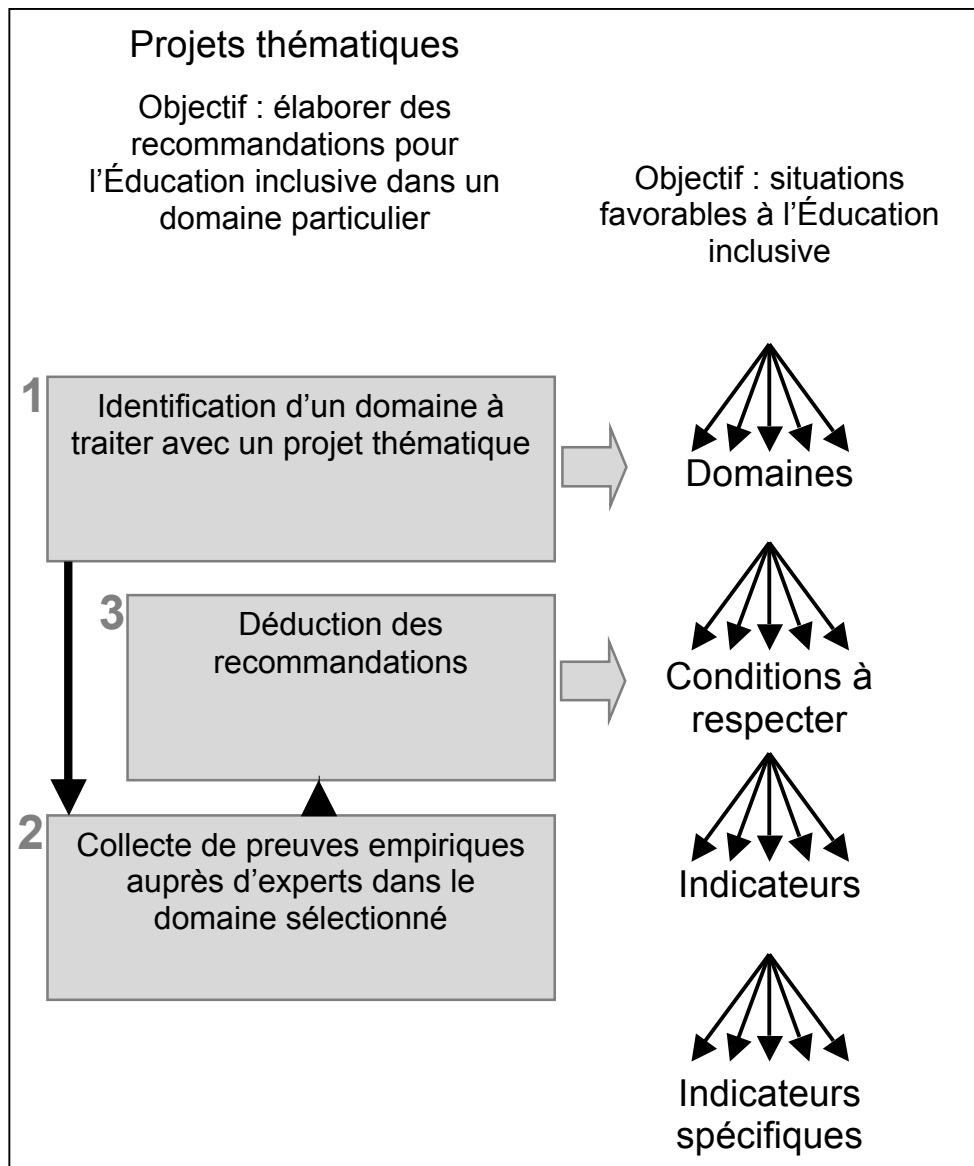 Projets thématiques
Objectif : élaborer des
recommandations pour
l’Éducation inclusive dans un
domaine particulier
Objectif : situations
favorables à l’Éducation
inclusive
1
Identification d’un domaine à
traiter avec un projet thématique
Domaines
3
Déduction des
recommandations
Conditions à
respecter
2
Collecte de preuves empiriques
auprès d’experts dans le
domaine sélectionné
Indicateurs
Indicateurs
spécifiques